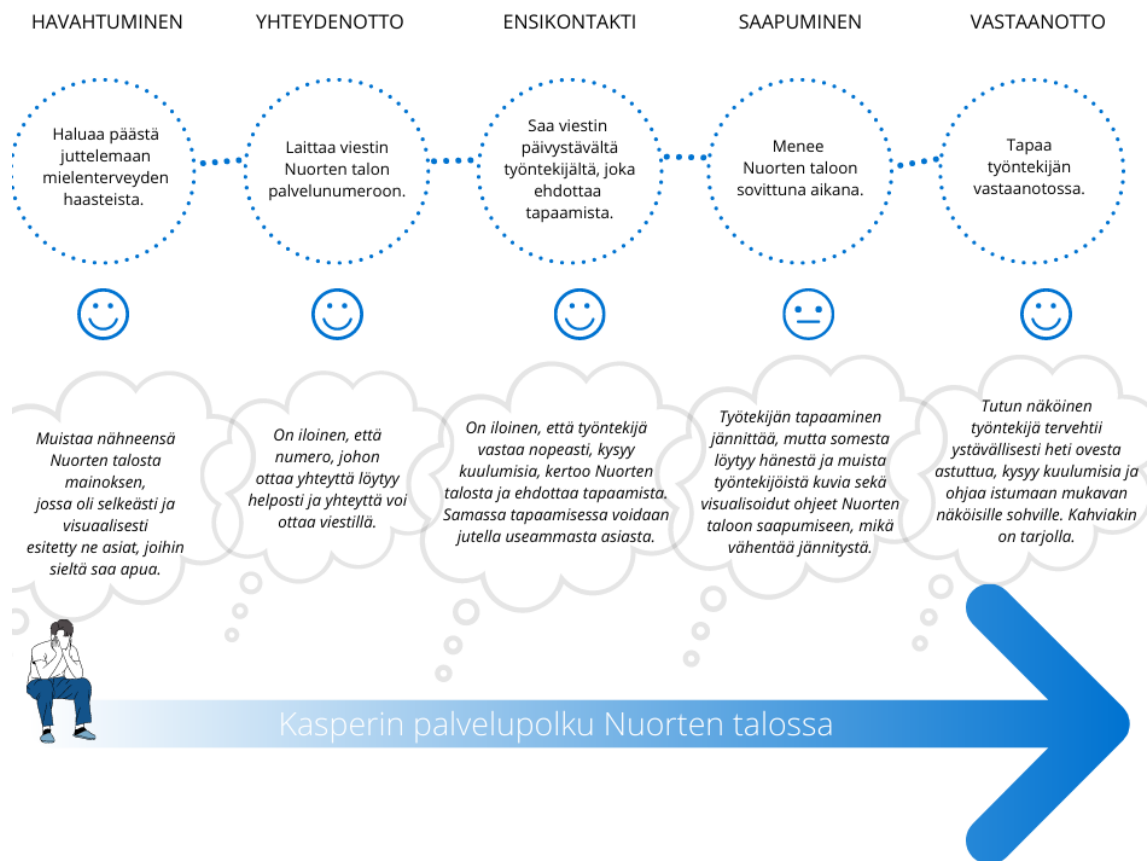 HAVAHTUMINEN
YHTEYDENOTTO
ENSIKONTAKTI
SAAPUMINEN
VASTAANOTTO
Haluaa päästä
juttelemaan
mielenterveyden
haasteista.
Laittaa viestin
Nuorten talon
palvelunumeroon.
Saa viestin
päivystävältä
työntekijältä, joka
ehdottaa
tapaamista.
Menee
Nuorten taloon
sovittuna aikana.
Tapaa
työntekijän
vastaanotossa.
Muistaa nähneensä
Nuorten talosta
mainoksen,
jossa oli selkeästi ja
visuaalisesti
esitetty ne asiat, joihin
sieltä saa apua.
On iloinen, että
numero, johon
ottaa yhteyttä löytyy
helposti ja yhteyttä voi
ottaa viestillä.
On iloinen, että työntekijä
vastaa nopeasti, kysyy
kuulumisia, kertoo Nuorten
talosta ja ehdottaa tapaamista.
Samassa tapaamisessa voidaan
jutella useammasta asiasta.
Työtekijän tapaaminen
jännittää, mutta somesta
löytyy hänestä ja muista
työntekijöistä kuvia sekä
visualisoidut ohjeet Nuorten
taloon saapumiseen, mikä
vähentää jännitystä.
Tutun näköinen
työntekijä tervehtii
ystävällisesti heti ovesta
astuttua, kysyy kuulumisia ja
ohjaa istumaan mukavan
näköisille sohville. Kahviakin
on tarjolla.
Kasperin palvelupolku Nuorten talossa